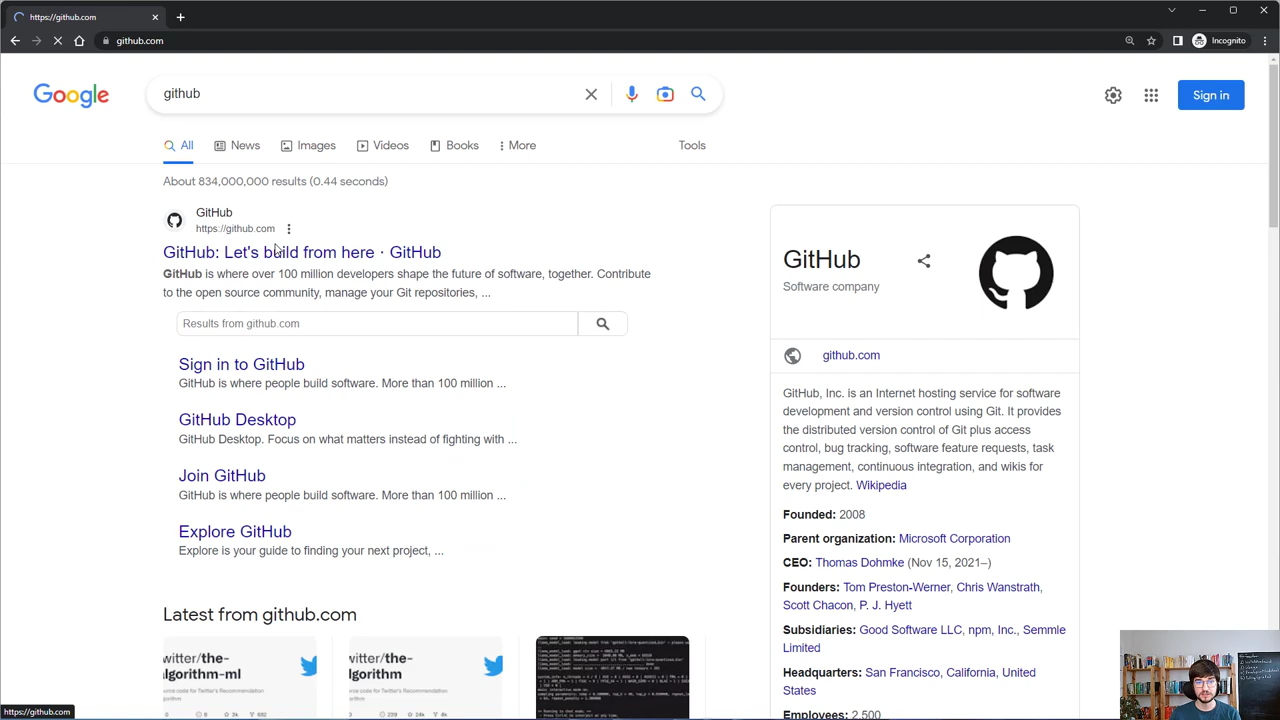 https://github.com
github.com
Incognito
Google
github
Sign in
All
News
Images
Videos
Books
More
Tools
About 834,000,000 results (0.44 seconds)
GitHub
https://github.com
GitHub: Let's build from here · GitHub
GitHub is where over 100 million developers shape the future of software, together. Contribute
to the open source community, manage your Git repositories, ...
Results from github.com
Sign in to GitHub
GitHub is where people build software. More than 100 million ...
GitHub Desktop
GitHub Desktop. Focus on what matters instead of fighting with ...
Join GitHub
GitHub is where people build software. More than 100 million ...
Explore GitHub
Explore is your guide to finding your next project, ...
Latest from github.com
witter/the-
lgorithm-ml
itter/the-
gorithm
GitHub
Software company
github.com
GitHub, Inc. is an Internet hosting service for software
development and version control using Git. It provides
the distributed version control of Git plus access
control, bug tracking, software feature requests, task
management, continuous integration, and wikis for
every project. Wikipedia
Founded: 2008
Parent organization: Microsoft Corporation
CEO: Thomas Dohmke (Nov 15, 2021–)
Founders: Tom Preston-Werner, Chris Wanstrath,
Scott Chacon, P. J. Hyett
Subsidiaries: Good Software LLC, npm, Inc., Semmle
Limited
Headquarters: San Francisco, California, United
States
Employees: 2,500
https://github.com